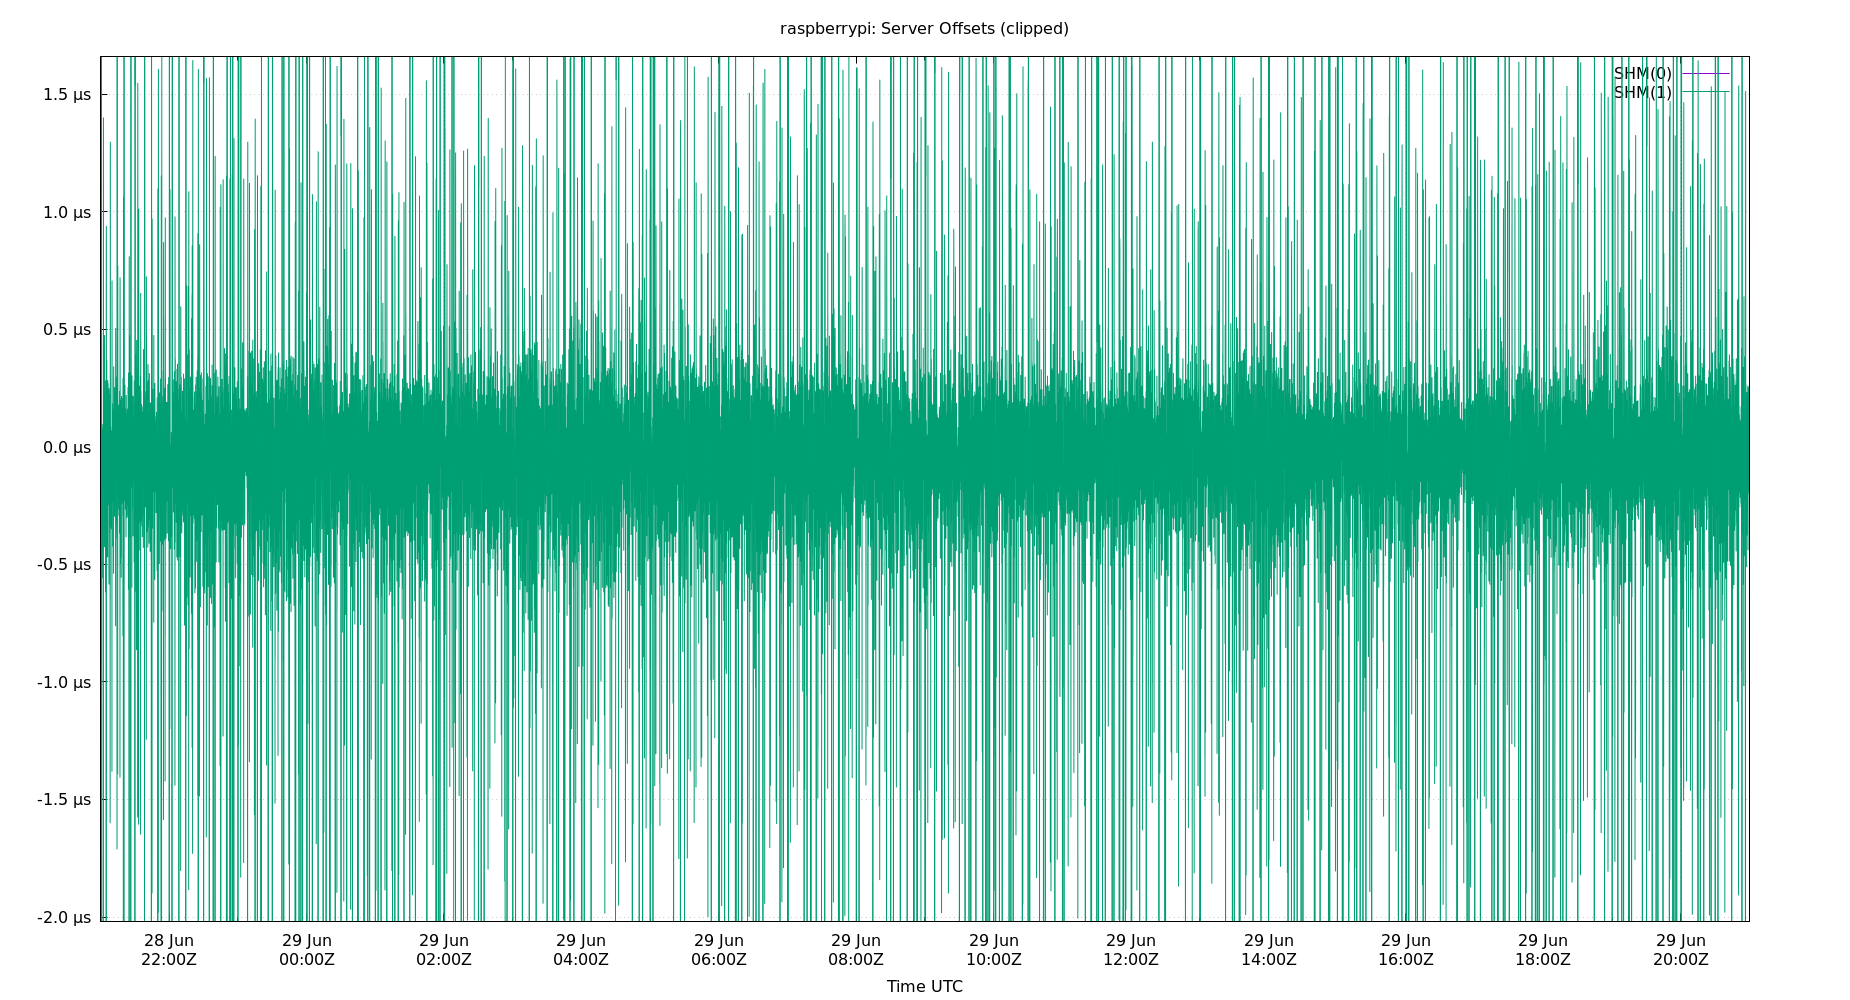 raspberrypi: Server Offsets (clipped)
SHM(0)
SHM(1)
1.5 μs
1.0 μs
0.5 μs
0.0 μs
-0.5 μs
-1.0 μs
-1.5 μs
-2.0 μs
28 Jun 29 Jun 29 Jun 29 Jun 29 Jun 29 Jun 29 Jun 29 Jun 29 Jun 29 Jun 29 Jun 29 Jun
22:00Z 00:00Z 02:00Z 04:00Z 06:00Z 08:00Z 10:00Z 12:00Z 14:00Z 16:00Z 18:00Z 20:00Z
Time UTC